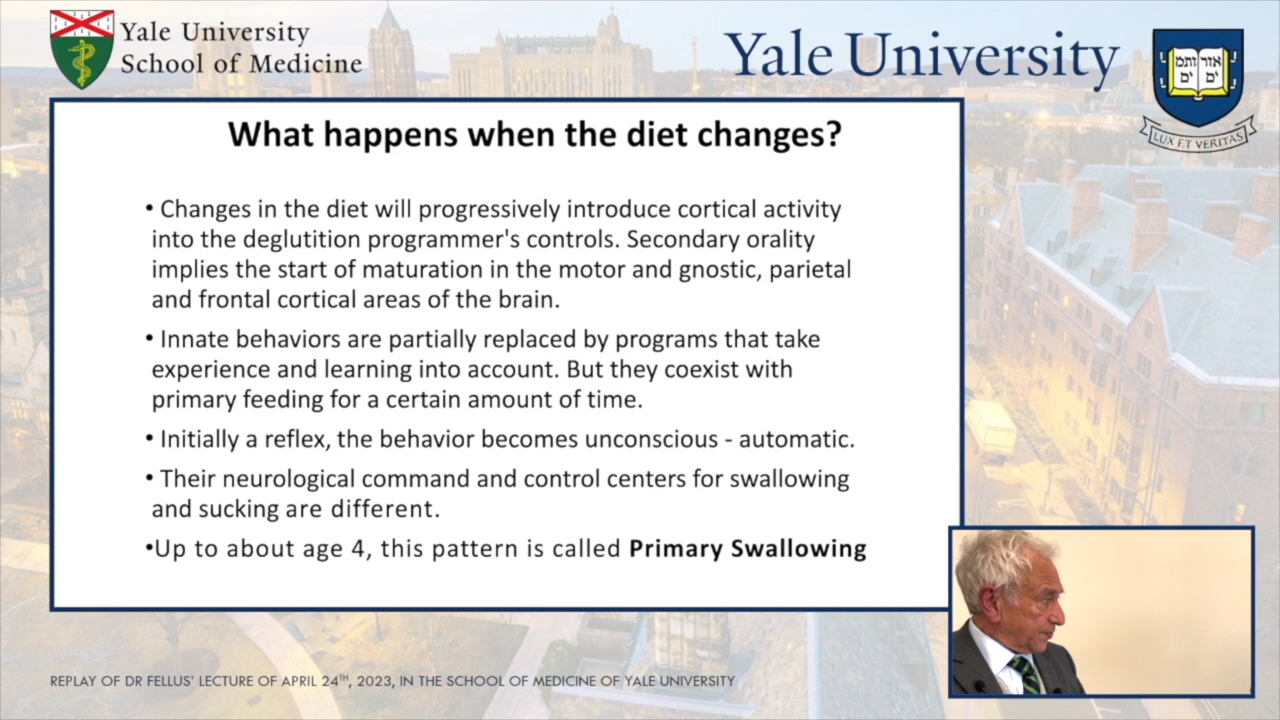 Yale University
School of Medicine
Yale University
אורים
ותמים
LUX ET VERITAS
What happens when the diet changes?
• Changes in the diet will progressively introduce cortical activity
into the deglutition programmer's controls. Secondary orality
implies the start of maturation in the motor and gnostic, parietal
and frontal cortical areas of the brain.
• Innate behaviors are partially replaced by programs that take
experience and learning into account. But they coexist with
primary feeding for a certain amount of time.
• Initially a reflex, the behavior becomes unconscious - automatic.
• Their neurological command and control centers for swallowing
and sucking are different.
•Up to about age 4, this pattern is called Primary Swallowing
REPLAY OF DR FELLUS' LECTURE OF APRIL 24TH, 2023, IN THE SCHOOL OF MEDICINE OF YALE UNIVERSITY